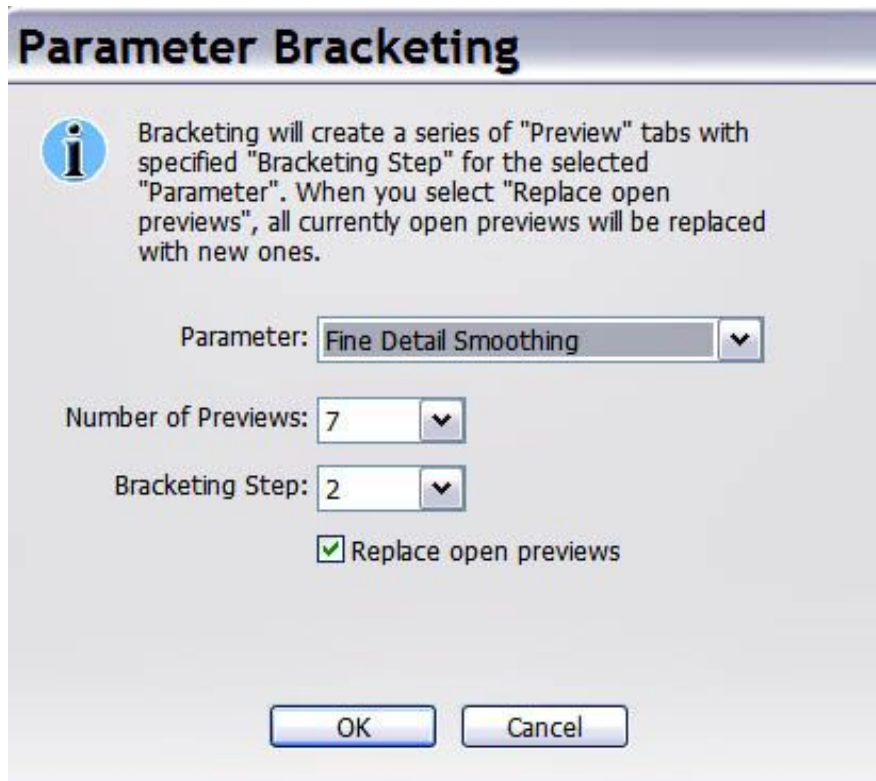 Parameter Bracketing
Bracketing will create a series of "Preview" tabs with
specified "Bracketing Step" for the selected
"Parameter". When you select "Replace open
previews", all currently open previews will be replaced
with new ones.
Parameter: Fine Detail Smoothing
Number of Previews: 7
Bracketing Step: 2
Replace open previews
OK Cancel